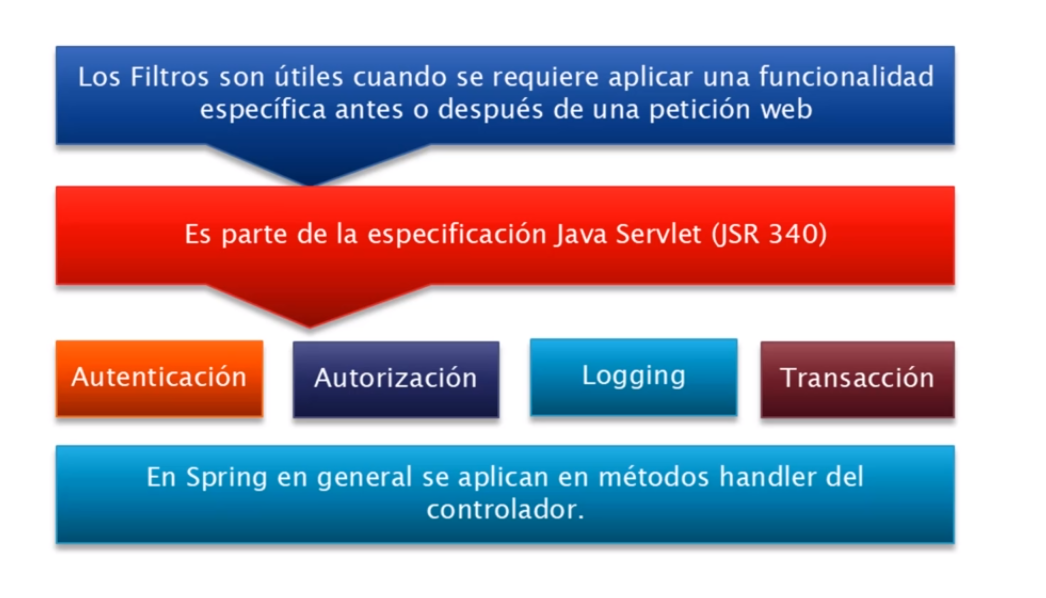 Los Filtros son útiles cuando se requiere aplicar una funcionalidad
específica antes o después de una petición web
Es parte de la especificación Java Servlet (JSR 340)
Autenticación
Autorización
Logging
Transacción
En Spring en general se aplican en métodos handler del
controlador.